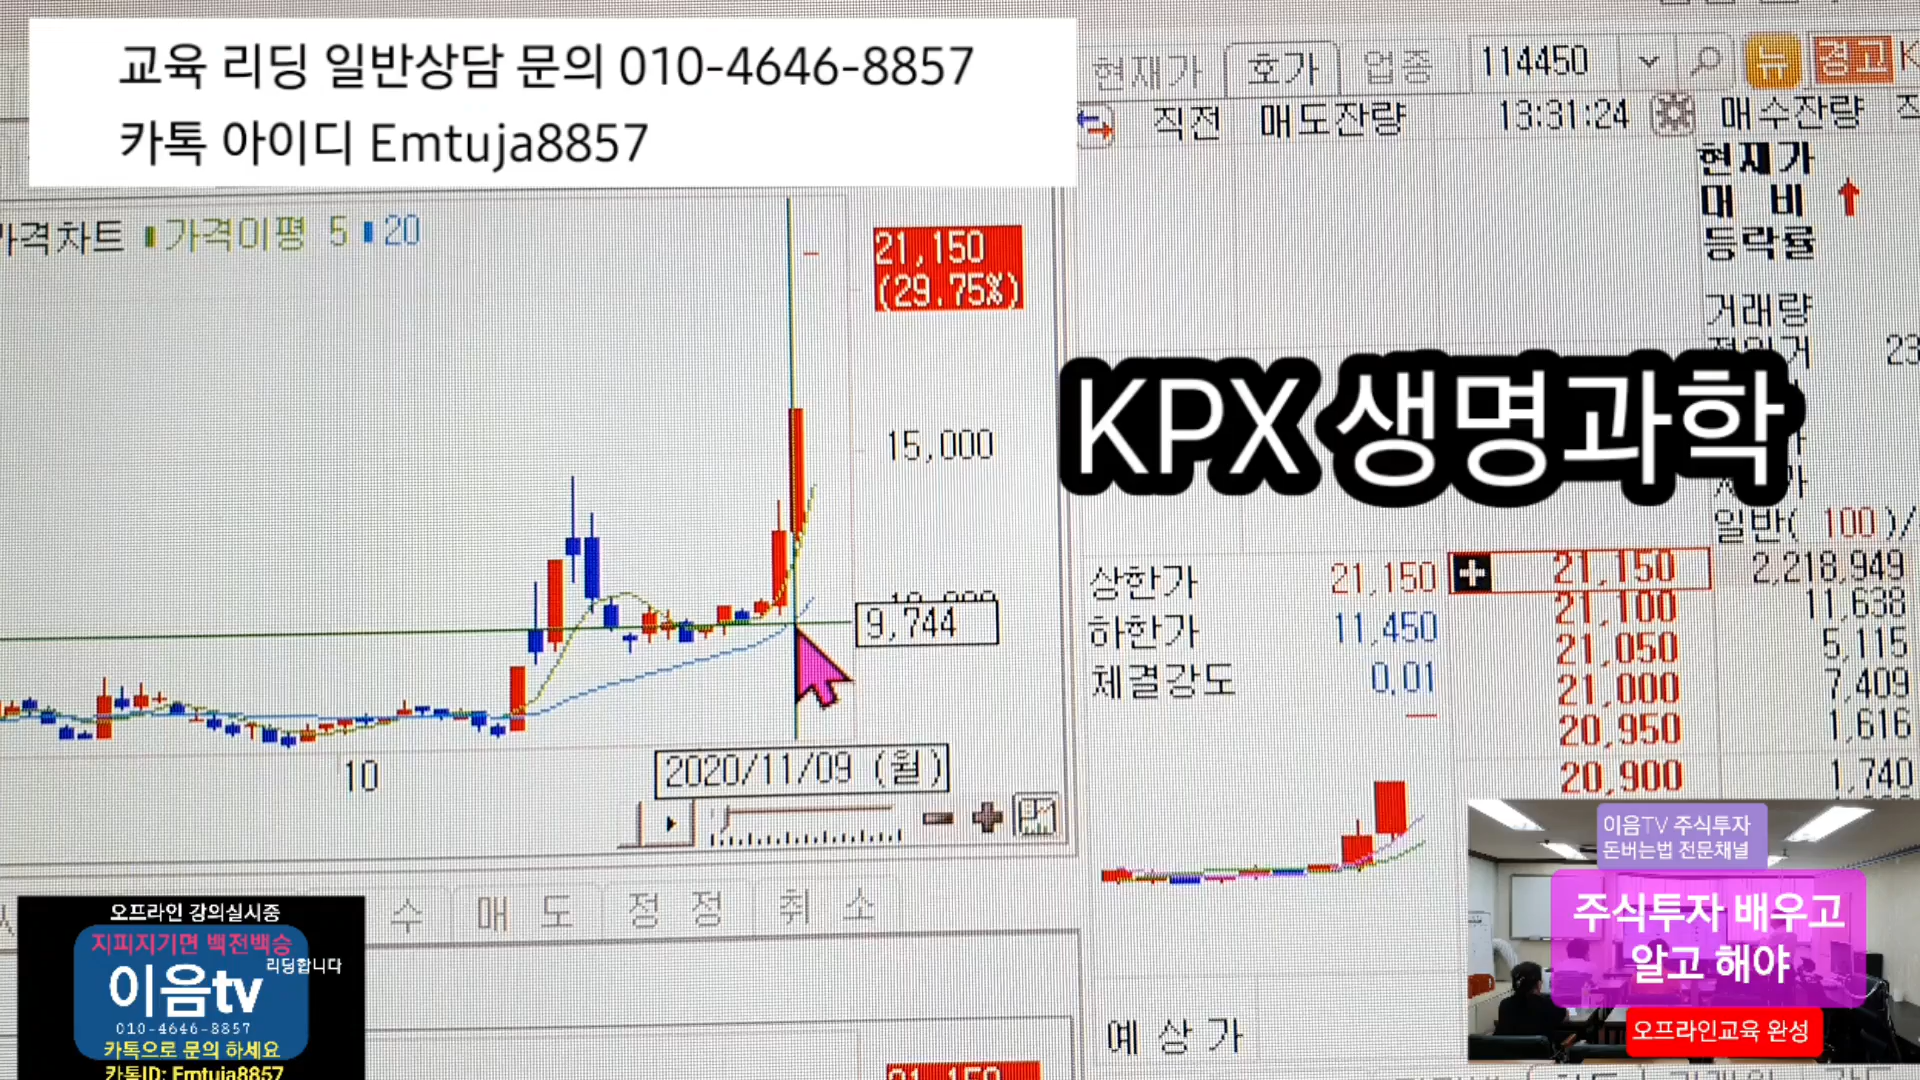 교육 리딩 일반상담 문의 010-4646-8857
카톡 아이디 Emtuja8857
현재가 호가 업종 114450 뉴 경고 K
직전 매도잔량 13:31:24 매수잔량
현재가
대 비
등락률
거래량
가격차트 가격이평 5 20
21,150
(29.75%)
15,000
9,744
KPX 생명과학
일반( 100)/
상한가 21,150
하한가 11,450
체결강도 0.01
21,150 2,218,949
21,100 11,638
21,050 5,115
21,000 7,409
20,950 1,616
20,900 1,740
10
2020/11/09 (월)
수 매 도 정 정 취 소
예 상 가
21,150
오프라인 강의실시중
지피지기면 백전백승
리딩합니다
이음tv
010-4646-8857
카톡으로 문의 하세요
카톡ID: Emtuja8857
이음TV 주식투자
돈버는법 전문채널
주식투자 배우고
알고 해야
오프라인교육 완성